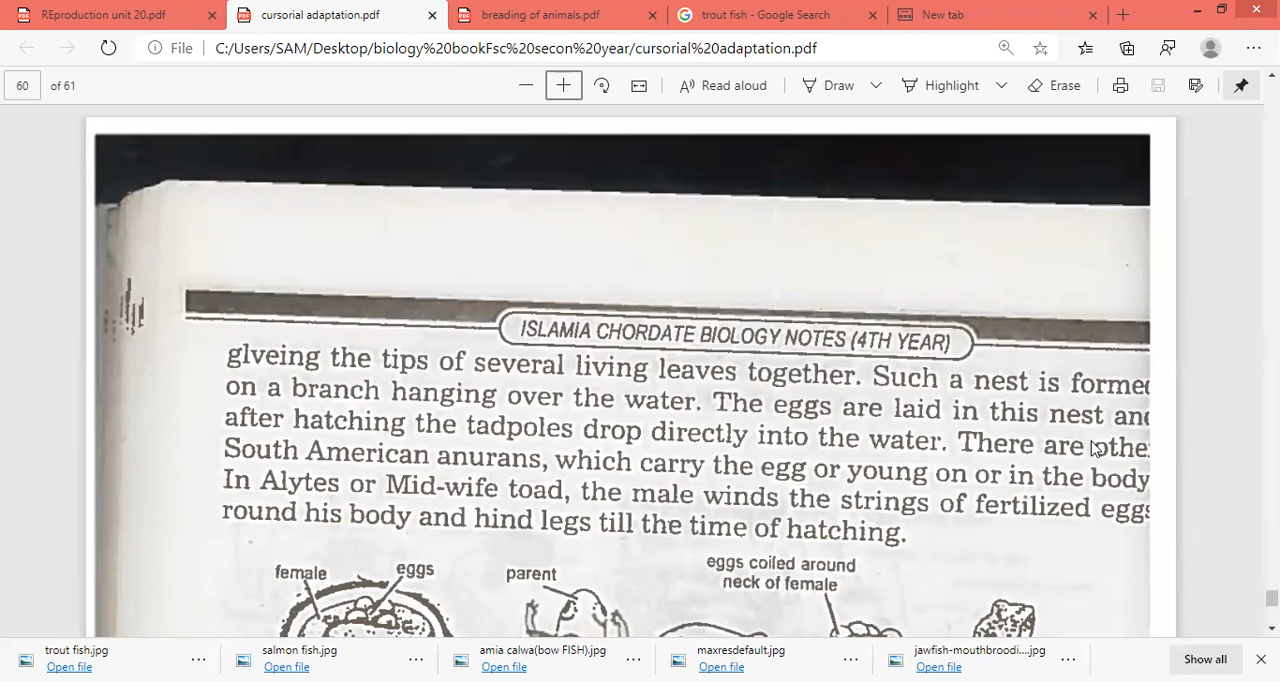 REproduction unit 20.pdf
cursorial adaptation.pdf
breading of animals.pdf
trout fish - Google Search
New tab
File
C:/Users/SAM/Desktop/biology%20bookFsc%20secon%20year/cursorial%20adaptation.pdf
60 of 61
Read aloud
Draw
Highlight
Erase
ISLAMIA CHORDATE BIOLOGY NOTES (4TH YEAR)
glveing the tips of several living leaves together. Such a nest is formed
on a branch hanging over the water. The eggs are laid in this nest and
after hatching the tadpoles drop directly into the water. There are othe
South American anurans, which carry the egg or young on or in the body
In Alytes or Mid-wife toad, the male winds the strings of fertilized eggs
round his body and hind legs till the time of hatching.
female
eggs
parent
eggs coiled around
neck of female
trout fish.jpg
Open file
salmon fish.jpg
Open file
amia calwa(bow FISH).jpg
Open file
maxresdefault.jpg
Open file
jawfish-mouthbroodi....jpg
Open file
Show all